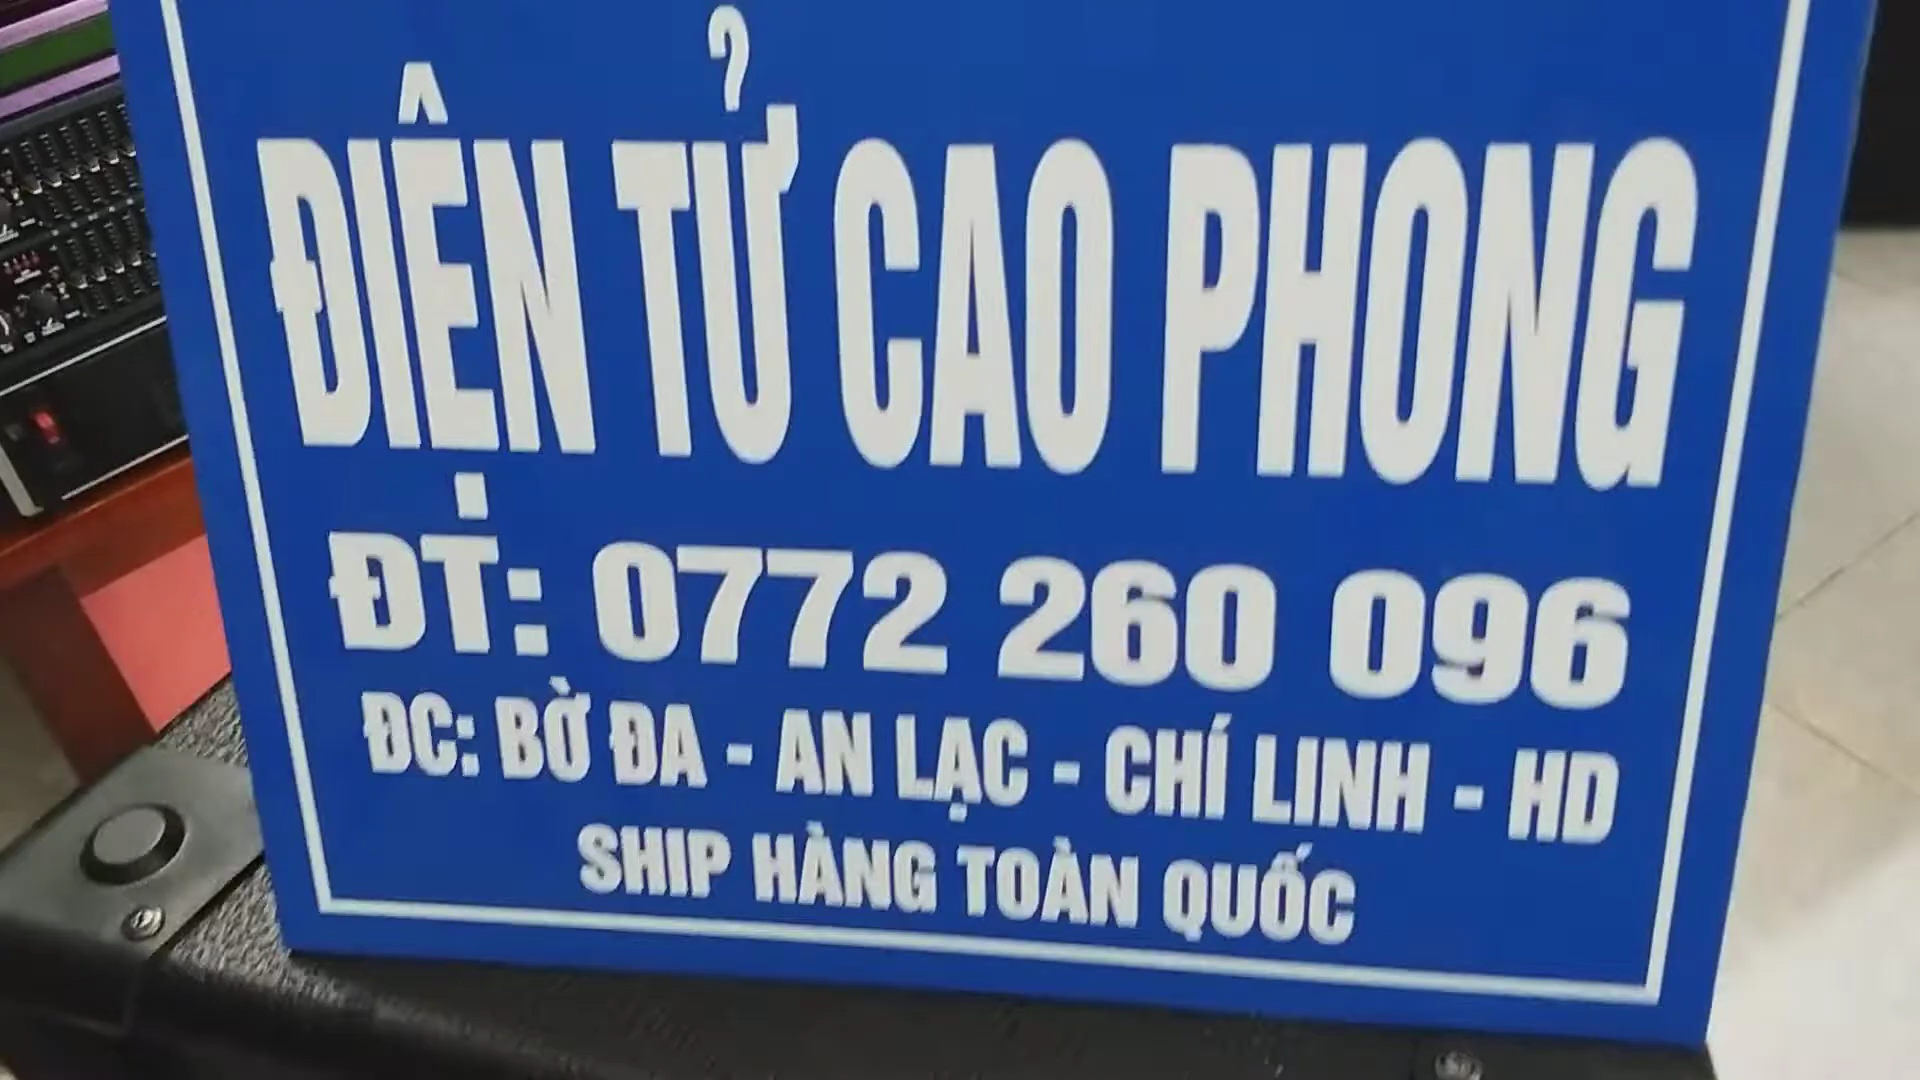 ĐIỆN TỬ CAO PHONG
ĐT: 0772 260 096
ĐC: BỜ ĐA - AN LẠC - CHÍ LINH - HD
SHIP HÀNG TOÀN QUỐC